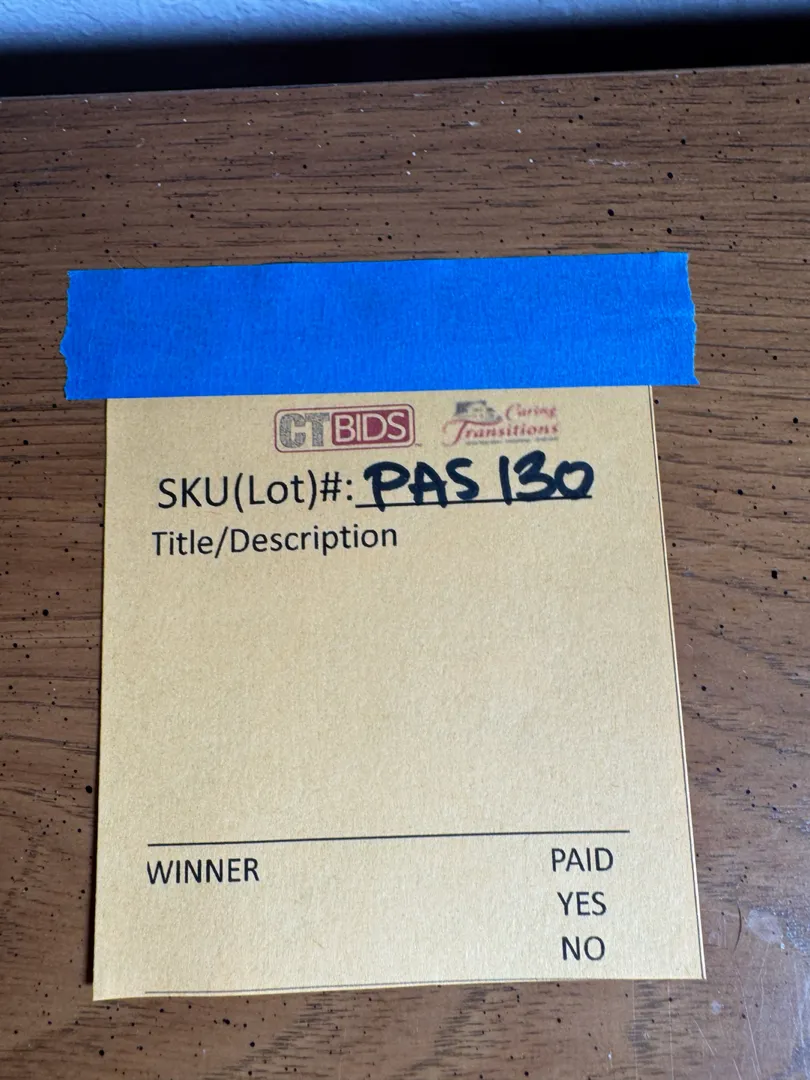 CTBIDS Caring Transitions
SKU(Lot)#: PAS 130
Title/Description
WINNER PAID
YES
NO